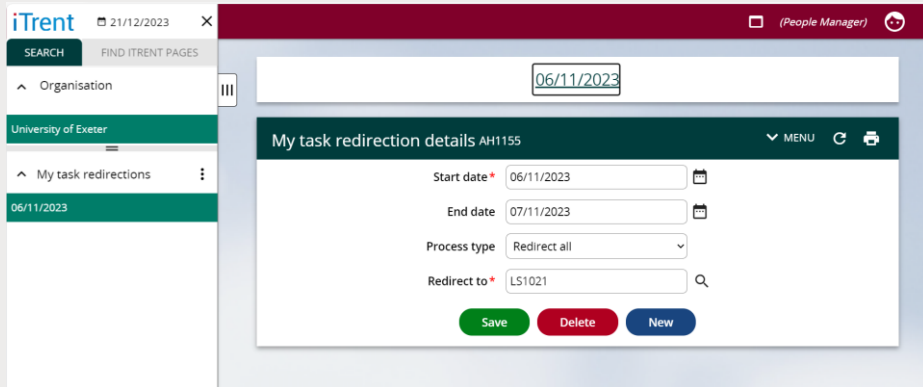 iTrent 21/12/2023
(People Manager)
SEARCH FIND ITRENT PAGES
Organisation
University of Exeter
My task redirections
06/11/2023
06/11/2023
My task redirection details AH1155 MENU
Start date* 06/11/2023
End date 07/11/2023
Process type Redirect all
Redirect to* LS1021
Save Delete New